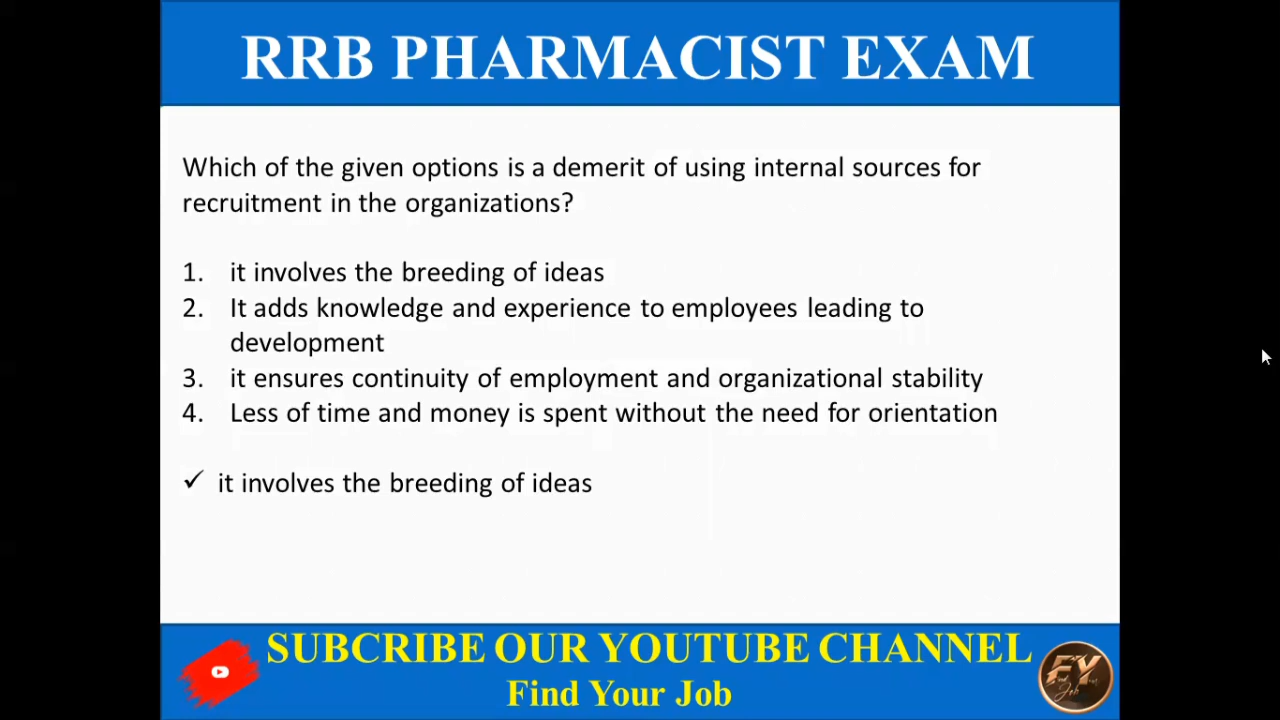 RRB PHARMACIST EXAM
Which of the given options is a demerit of using internal sources for
recruitment in the organizations?
1. it involves the breeding of ideas
2. It adds knowledge and experience to employees leading to
development
3. it ensures continuity of employment and organizational stability
4. Less of time and money is spent without the need for orientation
✓ it involves the breeding of ideas
SUBCRIBE OUR YOUTUBE CHANNEL
Find Your Job